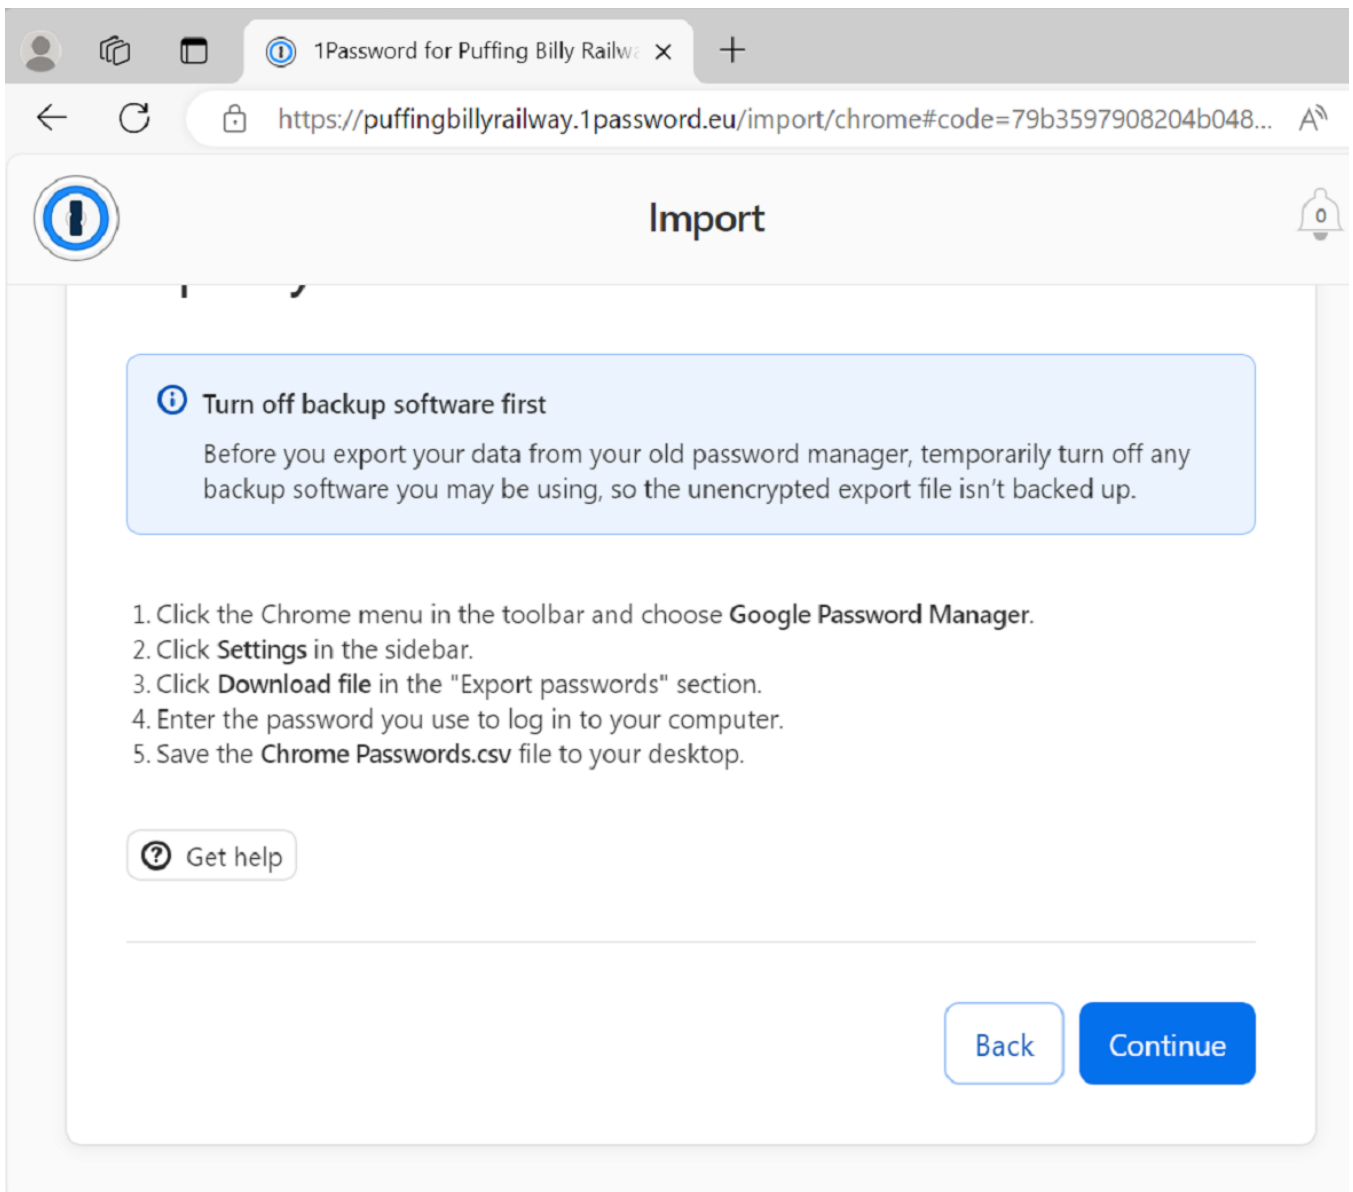 1Password for Puffing Billy Railw
https://puffingbillyrailway.1password.eu/import/chrome#code=79b3597908204b048...
Import
0
Turn off backup software first
Before you export your data from your old password manager, temporarily turn off any
backup software you may be using, so the unencrypted export file isn't backed up.
1. Click the Chrome menu in the toolbar and choose Google Password Manager.
2. Click Settings in the sidebar.
3. Click Download file in the "Export passwords" section.
4. Enter the password you use to log in to your computer.
5. Save the Chrome Passwords.csv file to your desktop.
Get help
Back
Continue